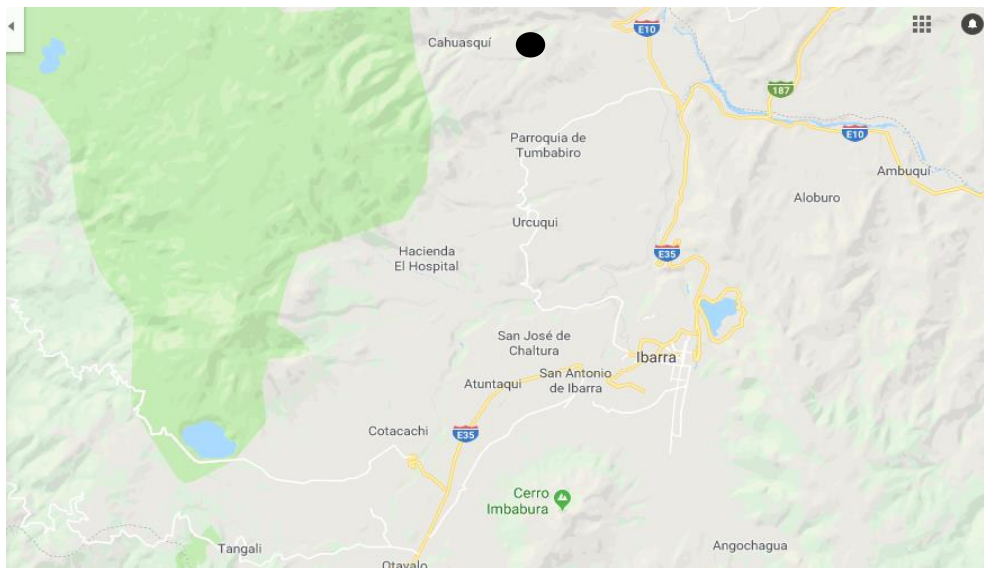 Cahuasquí
E10
187
E10
Parroquia de
Tumbabiro
Ambuquí
Aloburo
Urcuqui
Hacienda
El Hospital
E35
San José de
Chaltura
Ibarra
San Antonio
de Ibarra
Atuntaqui
Cotacachi
E35
Cerro
Imbabura
Tangali
Angochagua
Otavalo